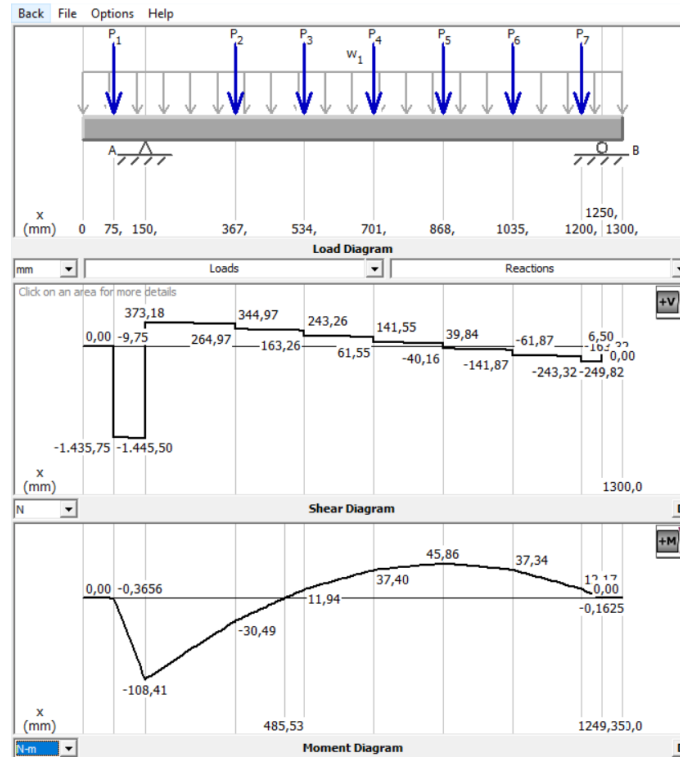 Back File Options Help
P1 P2 P3 P4 P5 P6 P7
w1
A B
1250,
x
(mm) 0 75, 150, 367, 534, 701, 868, 1035, 1200, 1300,
Load Diagram
mm Loads Reactions
Click on an area for more details
+V
373,18 344,97 243,26 141,55 39,84 -61,87 6,50
0,00 -9,75 264,97 163,26 61,55 -40,16 -141,87 0,00
-243,32 -249,82
-1.435,75 -1.445,50
x
(mm) 1300,0
N Shear Diagram
+M
45,86
37,40 37,34
0,00 -0,3656 11,94 0,00
-0,1625
-30,49
-108,41
x
(mm) 485,53
N-m Moment Diagram